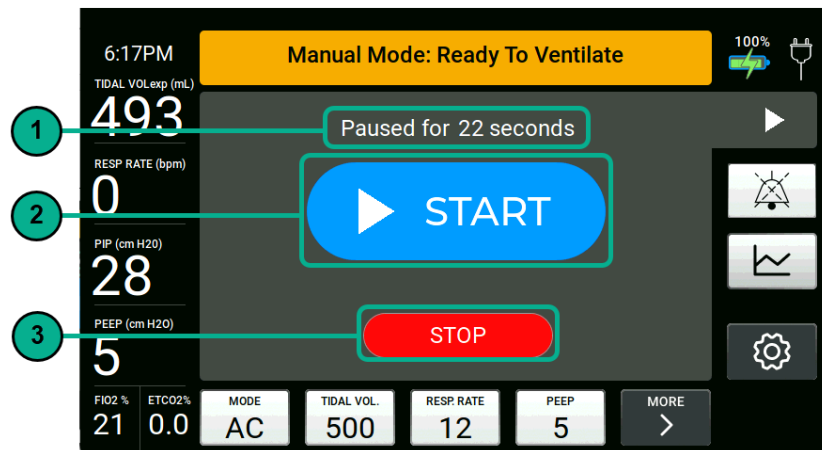 6:17PM
Manual Mode: Ready To Ventilate
100%
TIDAL VOLexp (mL)
493
1
Paused for 22 seconds
RESP RATE (bpm)
0
2
START
PIP (cm H20)
28
3
PEEP (cm H2O)
5
STOP
FIO2 % ETCO2%
21 0.0
MODE
AC
TIDAL VOL.
500
RESP. RATE
12
PEEP
5
MORE